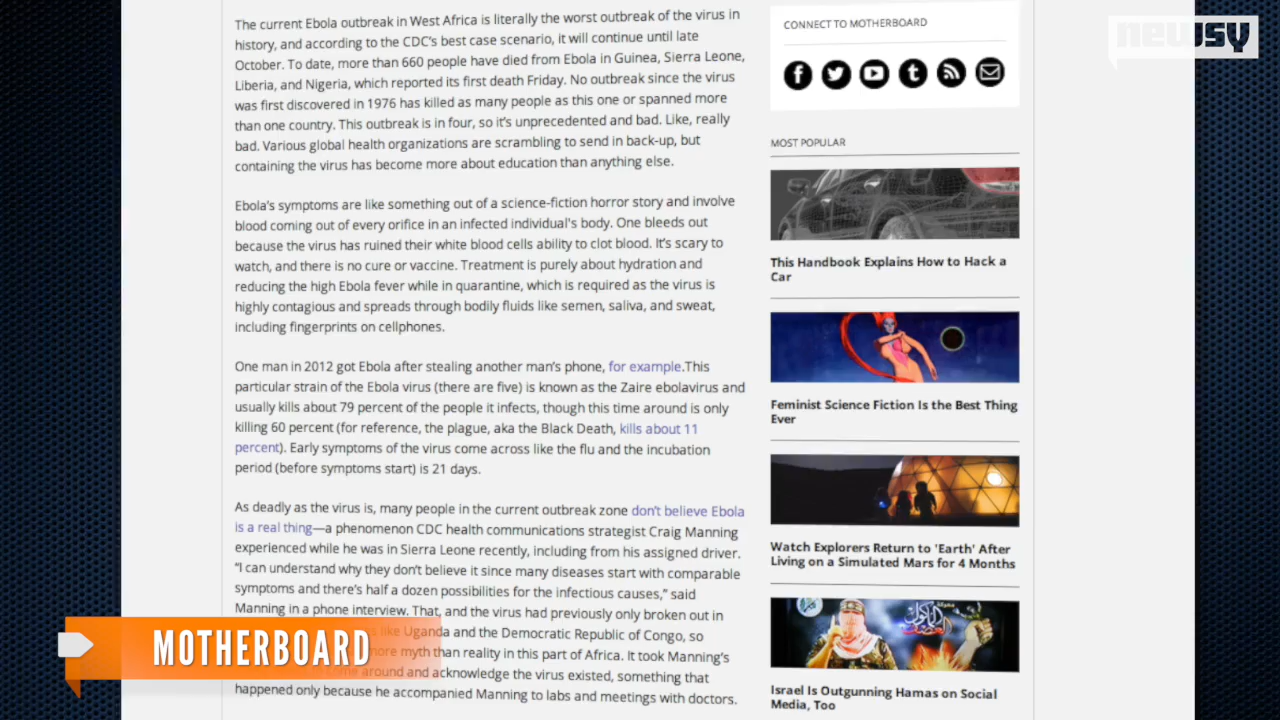 The current Ebola outbreak in West Africa is literally the worst outbreak of the virus in
history, and according to the CDC's best case scenario, it will continue until late
October. To date, more than 660 people have died from Ebola in Guinea, Sierra Leone,
Liberia, and Nigeria, which reported its first death Friday. No outbreak since the virus
was first discovered in 1976 has killed as many people as this one or spanned more
than one country. This outbreak is in four, so it's unprecedented and bad. Like, really
bad. Various global health organizations are scrambling to send in back-up, but
containing the virus has become more about education than anything else.
Ebola's symptoms are like something out of a science-fiction horror story and involve
blood coming out of every orifice in an infected individual's body. One bleeds out
because the virus has ruined their white blood cells ability to clot blood. It's scary to
watch, and there is no cure or vaccine. Treatment is purely about hydration and
reducing the high Ebola fever while in quarantine, which is required as the virus is
highly contagious and spreads through bodily fluids like semen, saliva, and sweat,
including fingerprints on cellphones.
One man in 2012 got Ebola after stealing another man's phone, for example.This
particular strain of the Ebola virus (there are five) is known as the Zaire ebolavirus and
usually kills about 79 percent of the people it infects, though this time around is only
killing 60 percent (for reference, the plague, aka the Black Death, kills about 11
percent). Early symptoms of the virus come across like the flu and the incubation
period (before symptoms start) is 21 days.
As deadly as the virus is, many people in the current outbreak zone don't believe Ebola
is a real thing—a phenomenon CDC health communications strategist Craig Manning
experienced while he was in Sierra Leone recently, including from his assigned driver.
"I can understand why they don't believe it since many diseases start with comparable
symptoms and there's half a dozen possibilities for the infectious causes," said
Manning in a phone interview. That, and the virus had previously only broken out in
like Uganda and the Democratic Republic of Congo, so
more myth than reality in this part of Africa. It took Manning's
come around and acknowledge the virus existed, something that
happened only because he accompanied Manning to labs and meetings with doctors.
MOTHERBOARD
newsy
CONNECT TO MOTHERBOARD
MOST POPULAR
This Handbook Explains How to Hack a
Car
Feminist Science Fiction Is the Best Thing
Ever
Watch Explorers Return to 'Earth' After
Living on a Simulated Mars for 4 Months
Israel Is Outgunning Hamas on Social
Media, Too